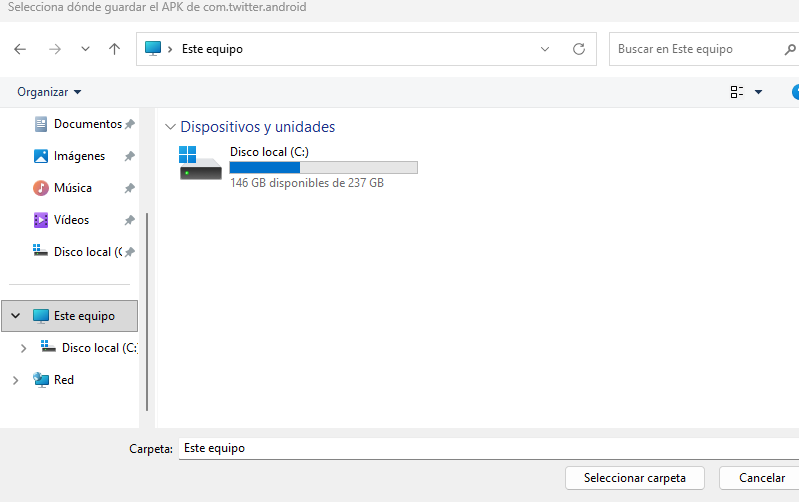 Selecciona dónde guardar el APK de com.twitter.android
Este equipo
Buscar en Este equipo
Organizar
Documentos
Imágenes
Música
Vídeos
Disco local (C
Este equipo
Disco local (C:
Red
Dispositivos y unidades
Disco local (C:)
146 GB disponibles de 237 GB
Carpeta: Este equipo
Seleccionar carpeta Cancelar